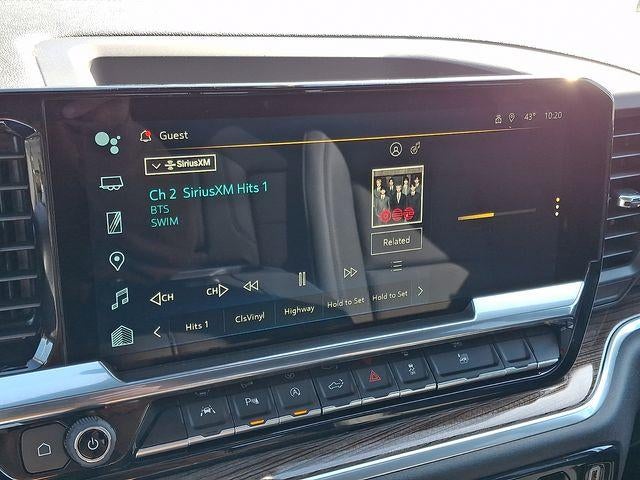 Guest
43° 10:20
SiriusXM
Ch 2 SiriusXM Hits 1
BTS
SWIM
Related
CH CH
Hits 1 ClsVinyl Highway Hold to Set Hold to Set
P